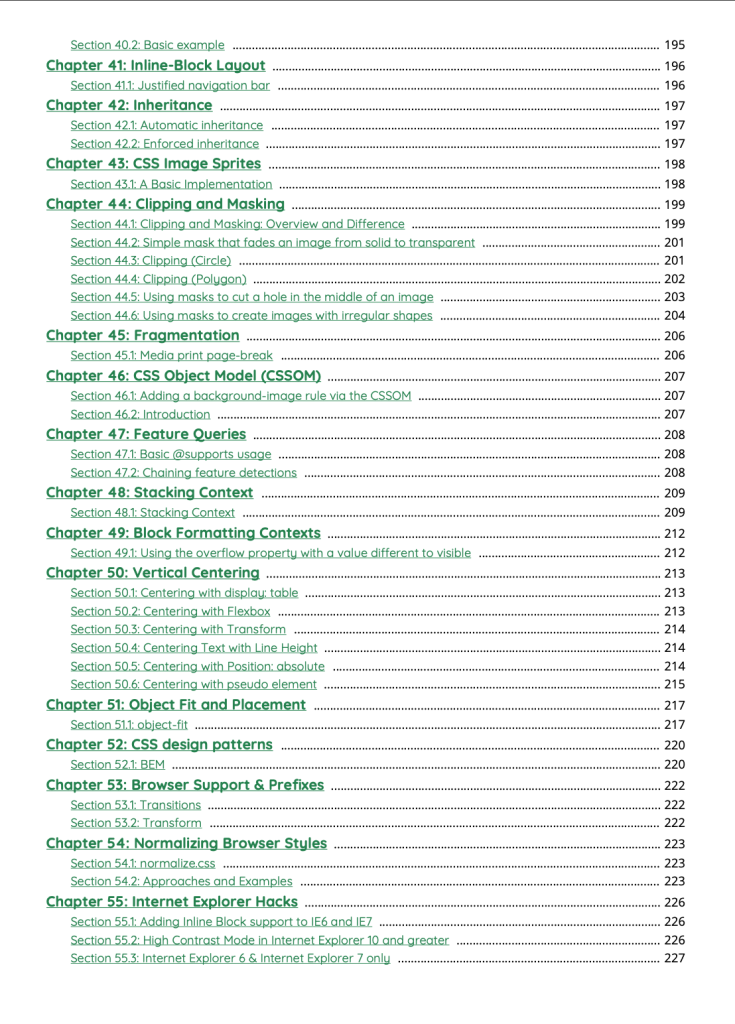 Section 40.2: Basic example ........ 195
Chapter 41: Inline-Block Layout ........ 196
Section 41.1: Justified navigation bar ........ 196
Chapter 42: Inheritance ........ 197
Section 42.1: Automatic inheritance ........ 197
Section 42.2: Enforced inheritance ........ 197
Chapter 43: CSS Image Sprites ........ 198
Section 43.1: A Basic Implementation ........ 198
Chapter 44: Clipping and Masking ........ 199
Section 44.1: Clipping and Masking: Overview and Difference ........ 199
Section 44.2: Simple mask that fades an image from solid to transparent ........ 201
Section 44.3: Clipping (Circle) ........ 201
Section 44.4: Clipping (Polygon) ........ 202
Section 44.5: Using masks to cut a hole in the middle of an image ........ 203
Section 44.6: Using masks to create images with irregular shapes ........ 204
Chapter 45: Fragmentation ........ 206
Section 45.1: Media print page-break ........ 206
Chapter 46: CSS Object Model (CSSOM) ........ 207
Section 46.1: Adding a background-image rule via the CSSOM ........ 207
Section 46.2: Introduction ........ 207
Chapter 47: Feature Queries ........ 208
Section 47.1: Basic @supports usage ........ 208
Section 47.2: Chaining feature detections ........ 208
Chapter 48: Stacking Context ........ 209
Section 48.1: Stacking Context ........ 209
Chapter 49: Block Formatting Contexts ........ 212
Section 49.1: Using the overflow property with a value different to visible ........ 212
Chapter 50: Vertical Centering ........ 213
Section 50.1: Centering with display: table ........ 213
Section 50.2: Centering with Flexbox ........ 213
Section 50.3: Centering with Transform ........ 214
Section 50.4: Centering Text with Line Height ........ 214
Section 50.5: Centering with Position: absolute ........ 214
Section 50.6: Centering with pseudo element ........ 215
Chapter 51: Object Fit and Placement ........ 217
Section 51.1: object-fit ........ 217
Chapter 52: CSS design patterns ........ 220
Section 52.1: BEM ........ 220
Chapter 53: Browser Support & Prefixes ........ 222
Section 53.1: Transitions ........ 222
Section 53.2: Transform ........ 222
Chapter 54: Normalizing Browser Styles ........ 223
Section 54.1: normalize.css ........ 223
Section 54.2: Approaches and Examples ........ 223
Chapter 55: Internet Explorer Hacks ........ 226
Section 55.1: Adding Inline Block support to IE6 and IE7 ........ 226
Section 55.2: High Contrast Mode in Internet Explorer 10 and greater ........ 226
Section 55.3: Internet Explorer 6 & Internet Explorer 7 only ........ 227